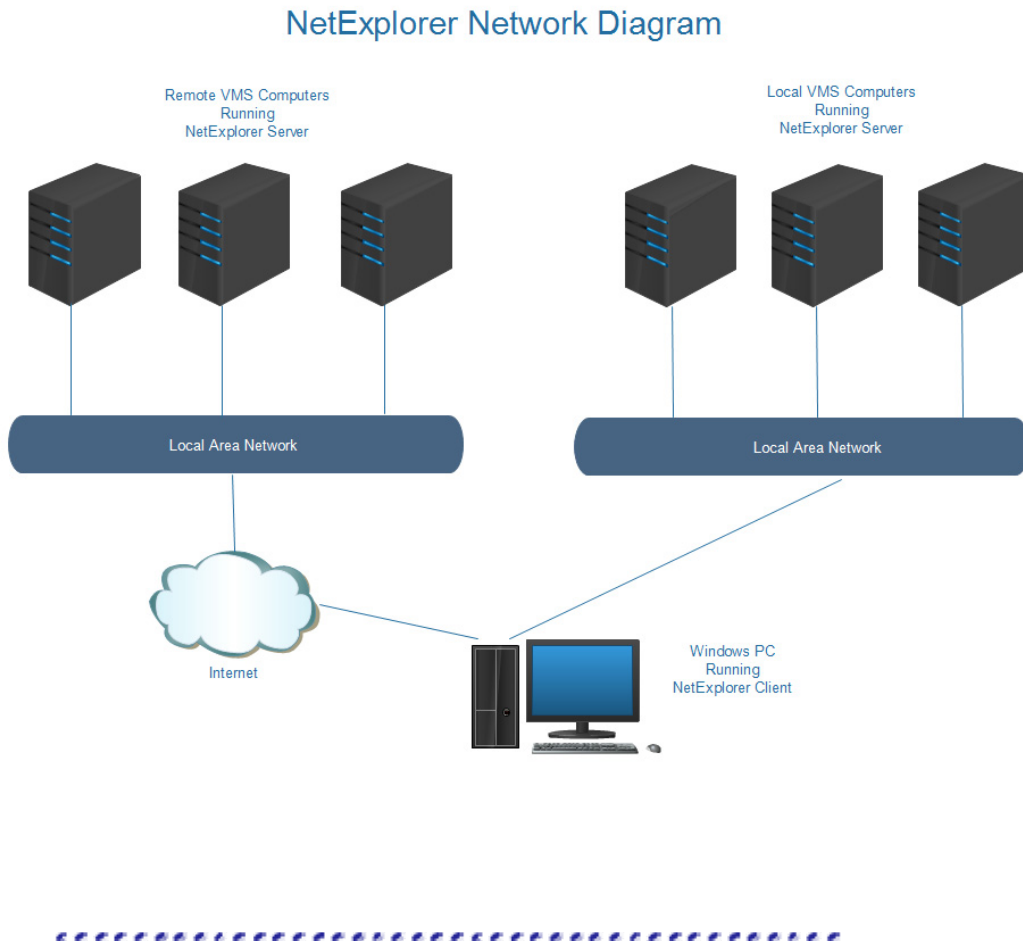 NetExplorer Network Diagram
Remote VMS Computers
Running
NetExplorer Server
Local VMS Computers
Running
NetExplorer Server
Local Area Network
Local Area Network
Internet
Windows PC
Running
NetExplorer Client